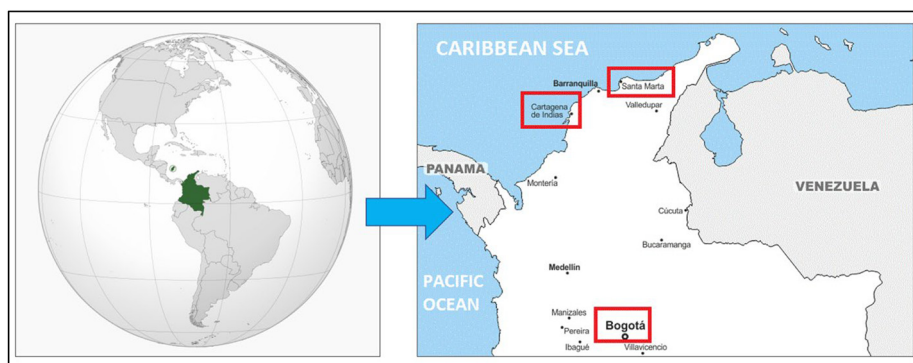 CARIBBEAN SEA
Barranquilla
Santa Marta
Cartagena
de Indias
Valledupar
PANAMA
Montería
VENEZUELA
Cúcuta
Bucaramanga
Medellín
PACIFIC
OCEAN
Manizales
Bogotá
Pereira
Ibagué
Villavicencio